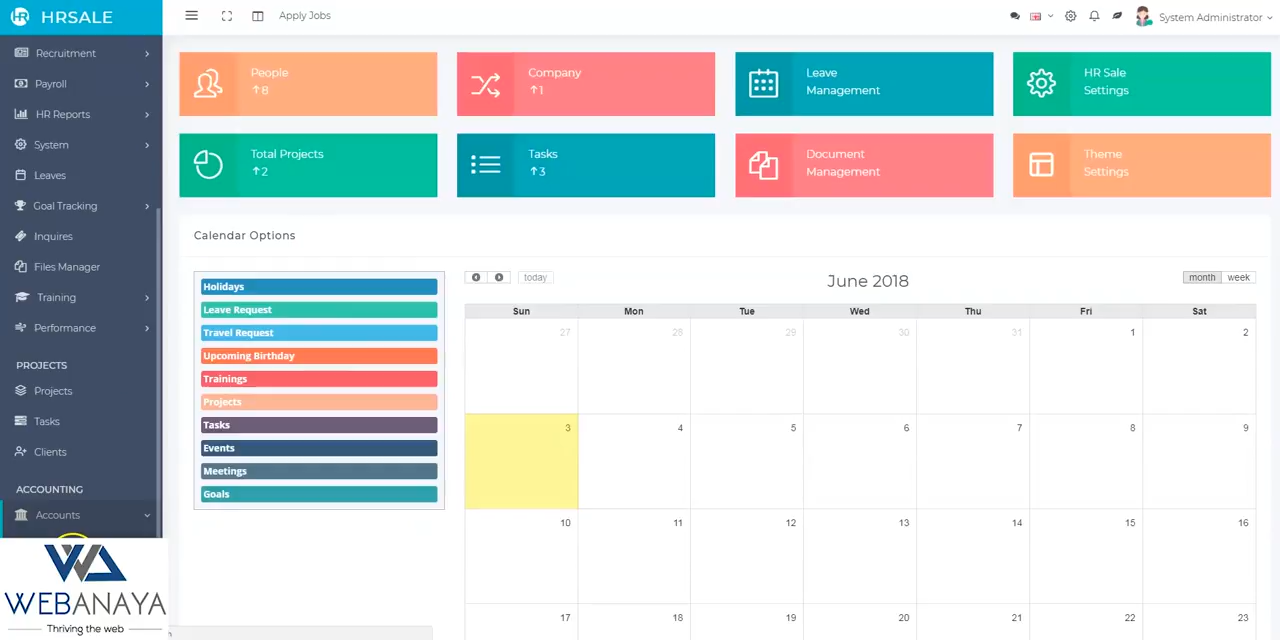 HR HRSALE
Apply Jobs
System Administrator
Recruitment
Payroll
HR Reports
System
Leaves
Goal Tracking
Inquires
Files Manager
Training
Performance
PROJECTS
Projects
Tasks
Clients
ACCOUNTING
Accounts
WEBANAYA
Thriving the web
People
↑8
Company
↑1
Leave
Management
HR Sale
Settings
Total Projects
↑2
Tasks
↑3
Document
Management
Theme
Settings
Calendar Options
Holidays
Leave Request
Travel Request
Upcoming Birthday
Trainings
Projects
Tasks
Events
Meetings
Goals
today
June 2018
month week
Sun Mon Tue Wed Thu Fri Sat
27 28 29 30 31 1 2
3 4 5 6 7 8 9
10 11 12 13 14 15 16
17 18 19 20 21 22 23